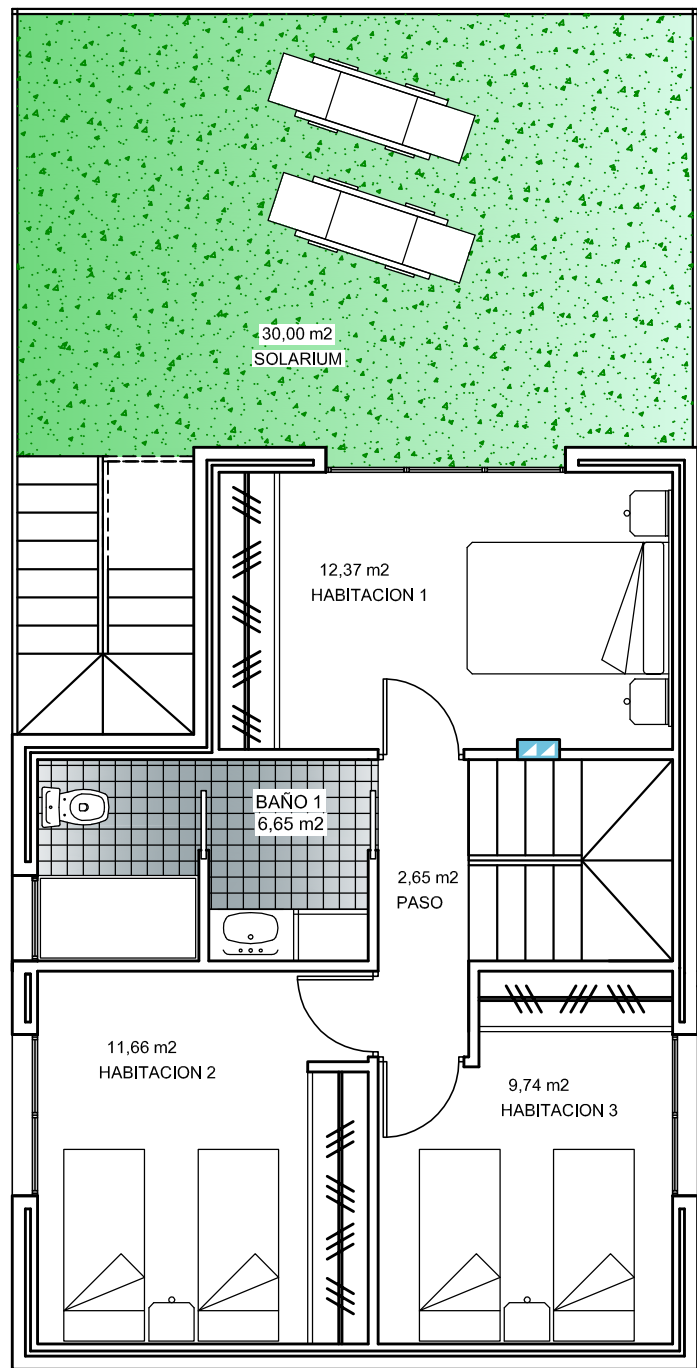 30,00 m2
SOLARIUM
12,37 m2
HABITACION 1
BAÑO 1
6,65 m2
2,65 m2
PASO
11,66 m2
HABITACION 2
9,74 m2
HABITACION 3